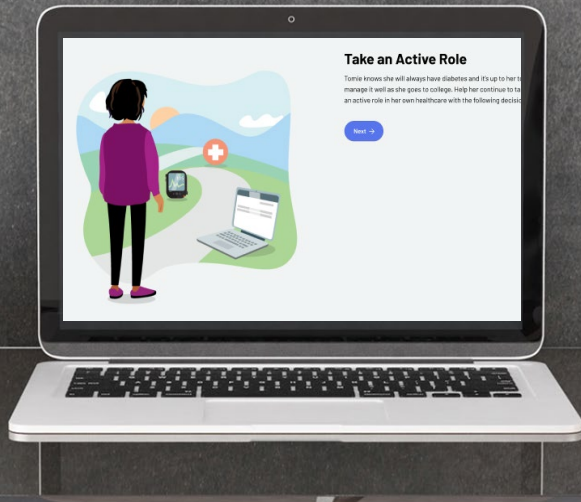 Take an Active Role
Tomie knows she will always have diabetes and it's up to her t
manage it well as she goes to college. Help her continue to ta
an active role in her own healthcare with the following decisio
Next →